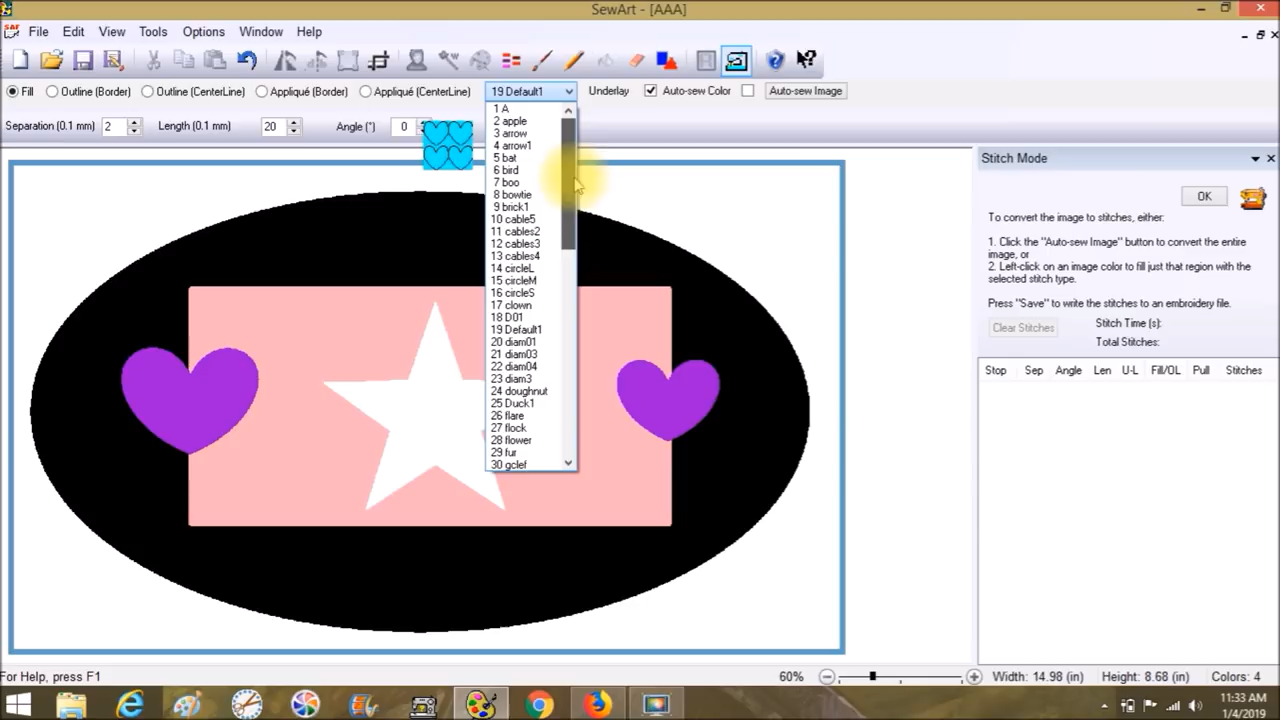 SewArt - [AAA]
File Edit View Tools Options Window Help
Fill Outline (Border) Outline (CenterLine) Appliqué (Border) Appliqué (CenterLine) 19 Default1 Underlay Auto-sew Color Auto-sew Image
Separation (0.1 mm) 2 Length (0.1 mm) 20 Angle (°) 0
1 A
2 apple
3 arrow
4 arrow1
5 bat
6 bird
7 boo
8 bowtie
9 brick1
10 cable5
11 cables2
12 cables3
13 cables4
14 circleL
15 circleM
16 circleS
17 clown
18 D01
19 Default1
20 diam01
21 diam03
22 diam04
23 diam3
24 doughnut
25 Duck1
26 flare
27 flock
28 flower
29 fur
30 gclef
Stitch Mode
OK
To convert the image to stitches, either:
1. Click the "Auto-sew Image" button to convert the entire
image, or
2. Left-click on an image color to fill just that region with the
selected stitch type.
Press "Save" to write the stitches to an embroidery file.
Clear Stitches Stitch Time (s):
Total Stitches:
Stop Sep Angle Len U-L Fill/OL Pull Stitches
For Help, press F1 60% Width: 14.98 (in) Height: 8.68 (in) Colors: 4
11:33 AM
1/4/2019